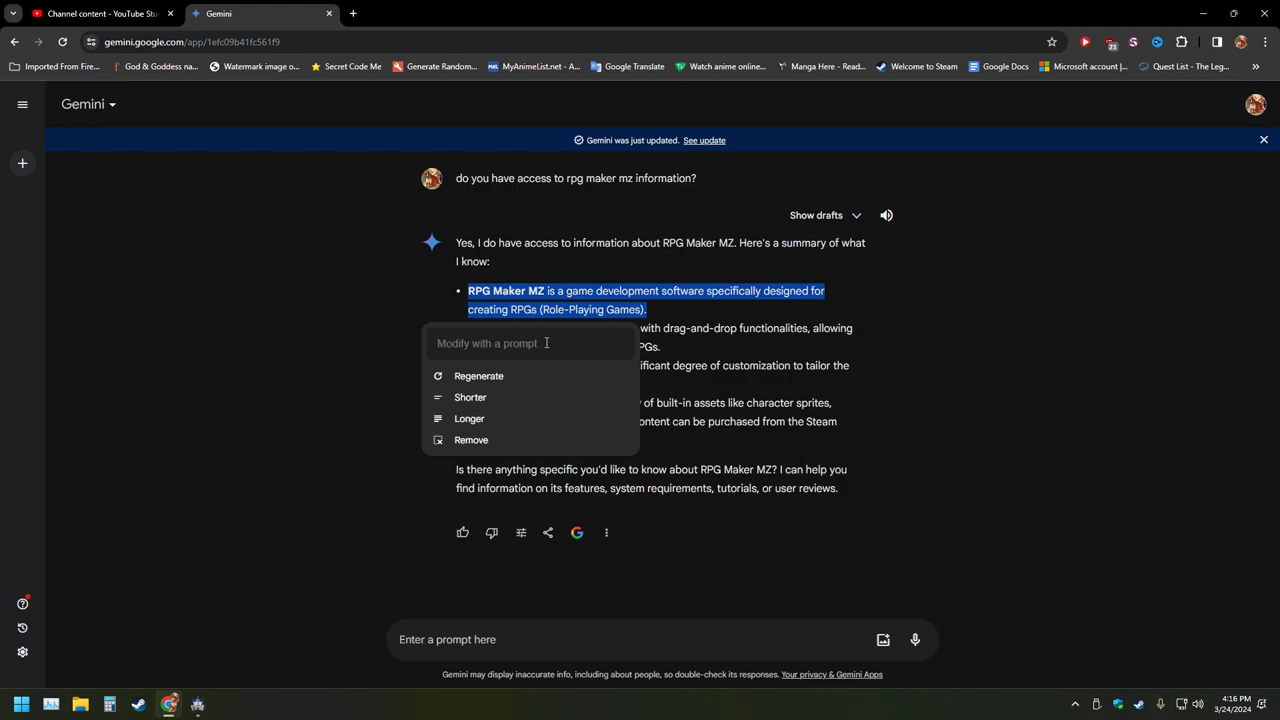 Channel content - YouTube Stu
Gemini
gemini.google.com/app/1efc09b41fc561f9
21
Imported From Fire...
God & Goddess na...
Watermark image o...
Secret Code Me
Generate Random...
MyAnimeList.net - A...
Google Translate
Watch anime online...
Manga Here - Read...
Welcome to Steam
Google Docs
Microsoft account |...
Quest List - The Leg...
Gemini
Gemini was just updated. See update
do you have access to rpg maker mz information?
Show drafts
Yes, I do have access to information about RPG Maker MZ. Here's a summary of what
I know:
• RPG Maker MZ is a game development software specifically designed for
creating RPGs (Role-Playing Games).
with drag-and-drop functionalities, allowing
PGs.
ificant degree of customization to tailor the
y of built-in assets like character sprites,
ontent can be purchased from the Steam
Modify with a prompt
Regenerate
Shorter
Longer
Remove
Is there anything specific you'd like to know about RPG Maker MZ? I can help you
find information on its features, system requirements, tutorials, or user reviews.
Enter a prompt here
Gemini may display inaccurate info, including about people, so double-check its responses. Your privacy & Gemini Apps
4:16 PM
3/24/2024